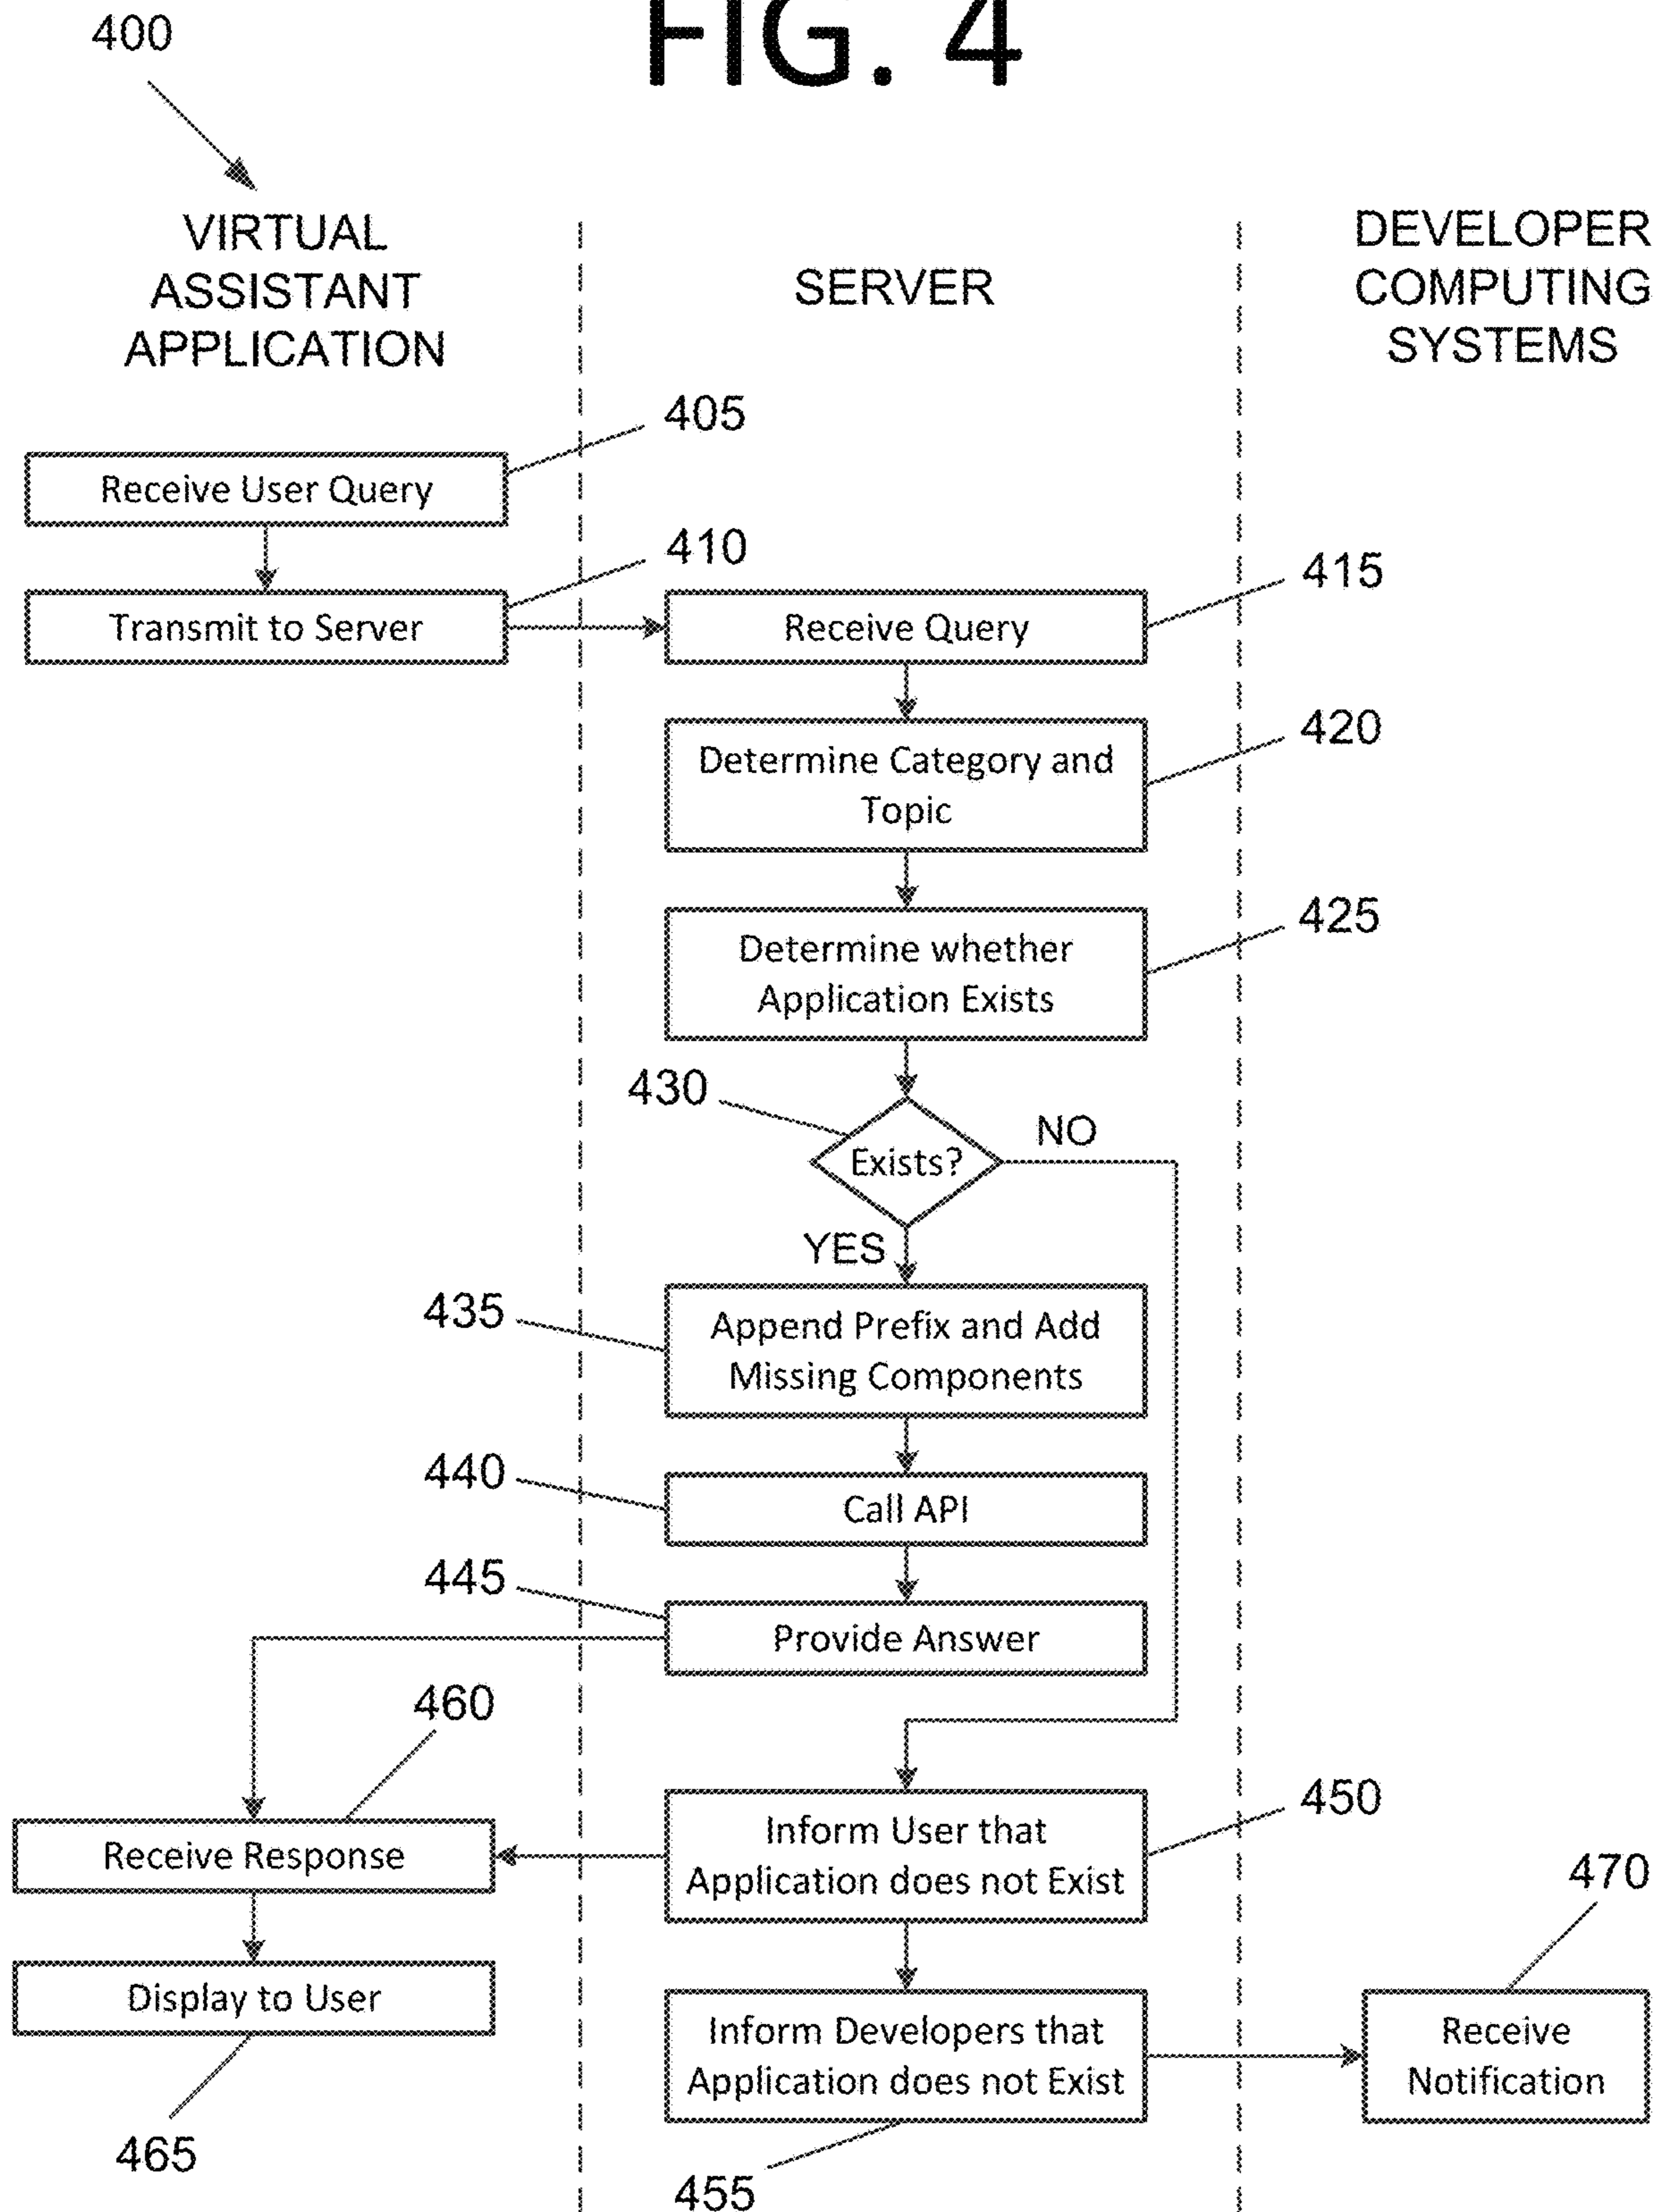 FIG. 4
400
VIRTUAL
ASSISTANT
APPLICATION
SERVER
DEVELOPER
COMPUTING
SYSTEMS
405
Receive User Query
410
Transmit to Server
415
Receive Query
420
Determine Category and
Topic
425
Determine whether
Application Exists
430
Exists?
NO
YES
435
Append Prefix and Add
Missing Components
440
Call API
445
Provide Answer
460
Receive Response
450
Inform User that
Application does not Exist
470
Display to User
465
Inform Developers that
Application does not Exist
455
Receive
Notification